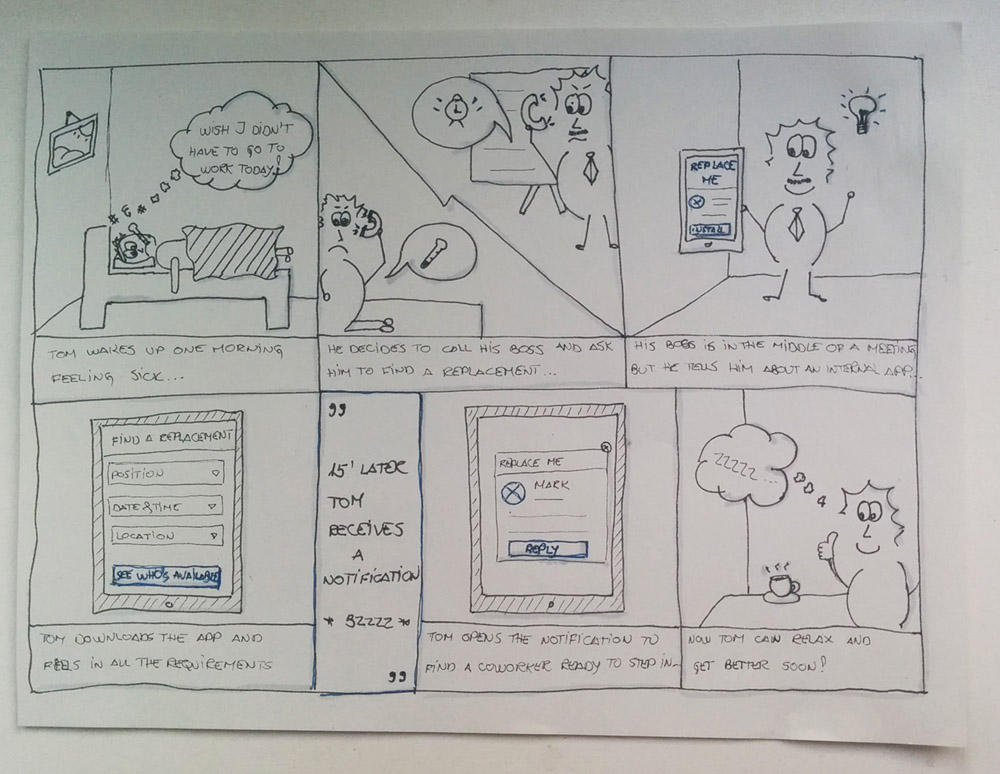 WISH I DIDN'T
HAVE TO GO TO
WORK TODAY!
TOM WAKES UP ONE MORNING
FEELING SICK...
HE DECIDES TO CALL HIS BOSS AND ASK
HIM TO FIND A REPLACEMENT...
REPLACE
ME
INSTALL
HIS BOSS IS IN THE MIDDLE OF A MEETING
BUT HE TELLS HIM ABOUT AN INTERNAL APP...
FIND A REPLACEMENT
POSITION
DATE & TIME
LOCATION
SEE WHO'S AVAILABLE
TOM DOWNLOADS THE APP AND
FEELS IN ALL THE REQUIREMENTS
"
15' LATER
TOM
RECEIVES
A
NOTIFICATION
* BZZZZ *
"
REPLACE ME
MARK
REPLY
TOM OPENS THE NOTIFICATION TO
FIND A COWORKER READY TO STEP IN...
ZZZZZ...
NOW TOM CAN RELAX AND
GET BETTER SOON!